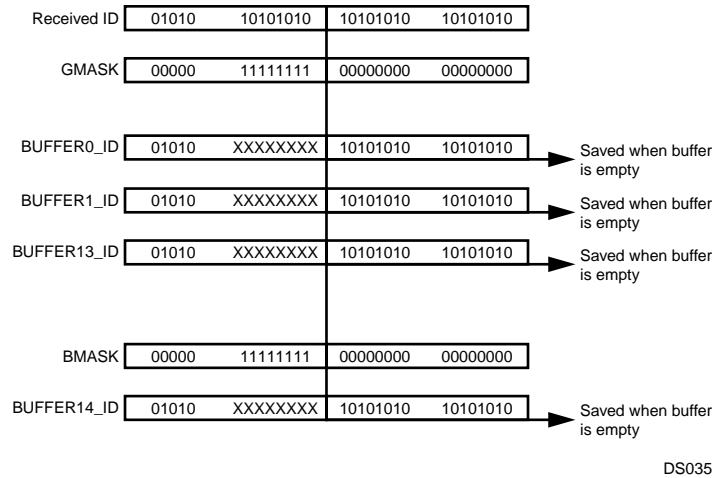 Received ID 01010 10101010 10101010 10101010
GMASK 00000 11111111 00000000 00000000
BUFFER0_ID 01010 XXXXXXXX 10101010 10101010 Saved when buffer
is empty
BUFFER1_ID 01010 XXXXXXXX 10101010 10101010 Saved when buffer
is empty
BUFFER13_ID 01010 XXXXXXXX 10101010 10101010 Saved when buffer
is empty
BMASK 00000 11111111 00000000 00000000
BUFFER14_ID 01010 XXXXXXXX 10101010 10101010 Saved when buffer
is empty
DS035